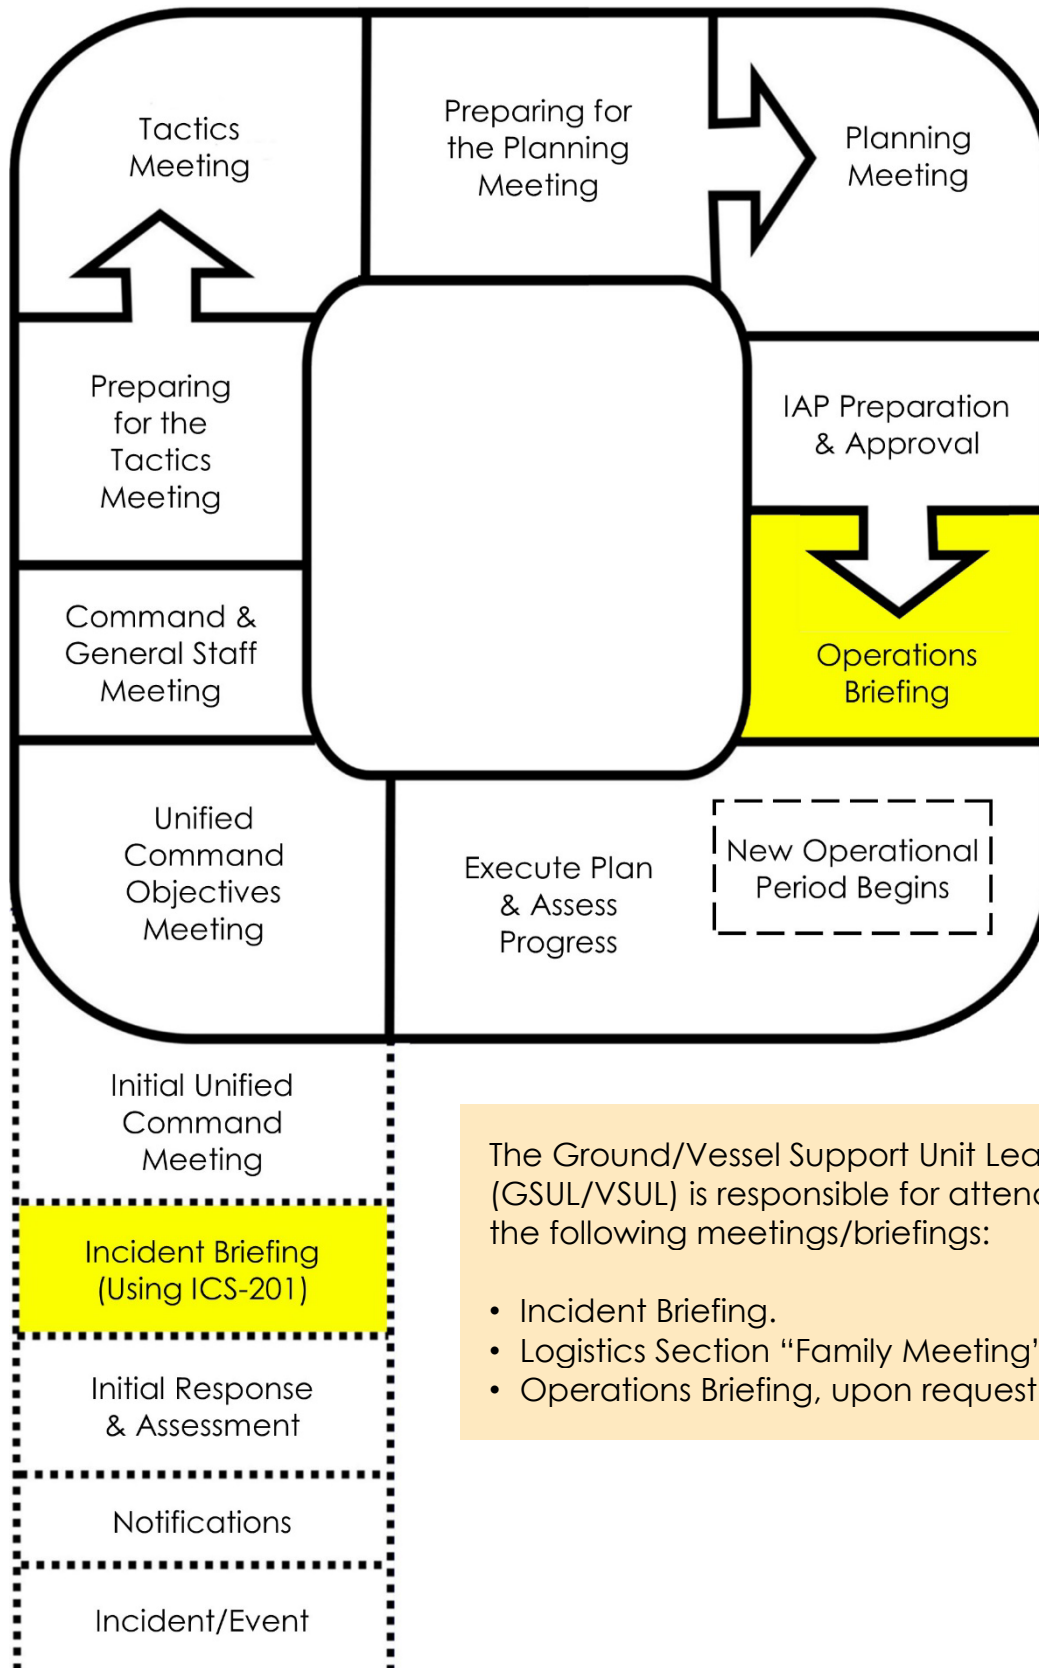 Tactics
Meeting
Preparing for
the Planning
Meeting
Planning
Meeting
Preparing
for the
Tactics
Meeting
IAP Preparation
& Approval
Command &
General Staff
Meeting
Operations
Briefing
Unified
Command
Objectives
Meeting
Execute Plan
& Assess
Progress
New Operational
Period Begins
Initial Unified
Command
Meeting
Incident Briefing
(Using ICS-201)
Initial Response
& Assessment
Notifications
Incident/Event
The Ground/Vessel Support Unit
(GSUL/VSUL) is responsible for
the following meetings/briefings:
• Incident Briefing.
• Logistics Section “Family Meeting”
• Operations Briefing, upon request